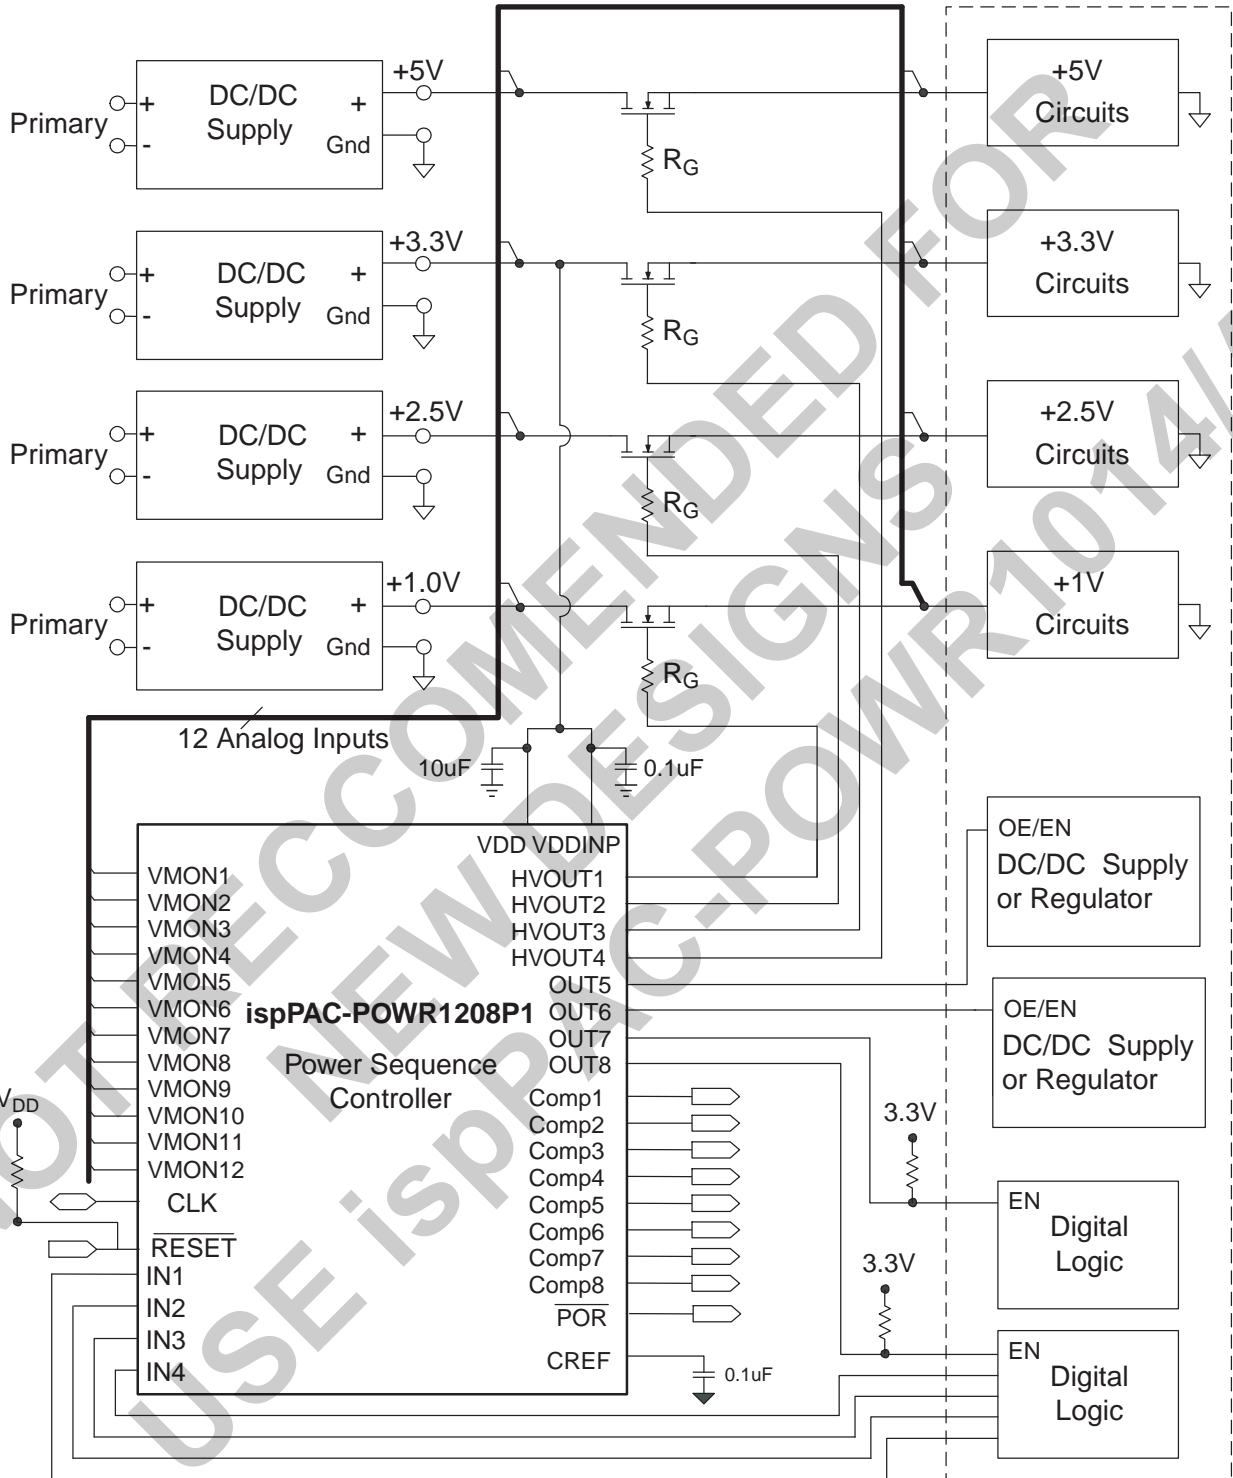 +5V
DC/DC
Supply
+
-
+
Gnd
Primary
+5V
Circuits
RG
+3.3V
DC/DC
Supply
+
-
+
Gnd
Primary
+3.3V
Circuits
RG
+2.5V
DC/DC
Supply
+
-
+
Gnd
Primary
+2.5V
Circuits
RG
+1.0V
DC/DC
Supply
+
-
+
Gnd
Primary
+1V
Circuits
RG
12 Analog Inputs
10uF
0.1uF
VDD VDDINP
VMON1
VMON2
VMON3
VMON4
VMON5
VMON6
VMON7
VMON8
VMON9
VMON10
VMON11
VMON12
CLK
RESET
IN1
IN2
IN3
IN4
VDD
ispPAC-POWR1208P1
Power Sequence
Controller
HVOUT1
HVOUT2
HVOUT3
HVOUT4
OUT5
OUT6
OUT7
OUT8
Comp1
Comp2
Comp3
Comp4
Comp5
Comp6
Comp7
Comp8
POR
CREF
0.1uF
OE/EN
DC/DC Supply
or Regulator
OE/EN
DC/DC Supply
or Regulator
3.3V
EN
Digital
Logic
3.3V
EN
Digital
Logic
NOT RECCOMENDED FOR
NEW DESIGNS
USE ispPAC-POWR1014/